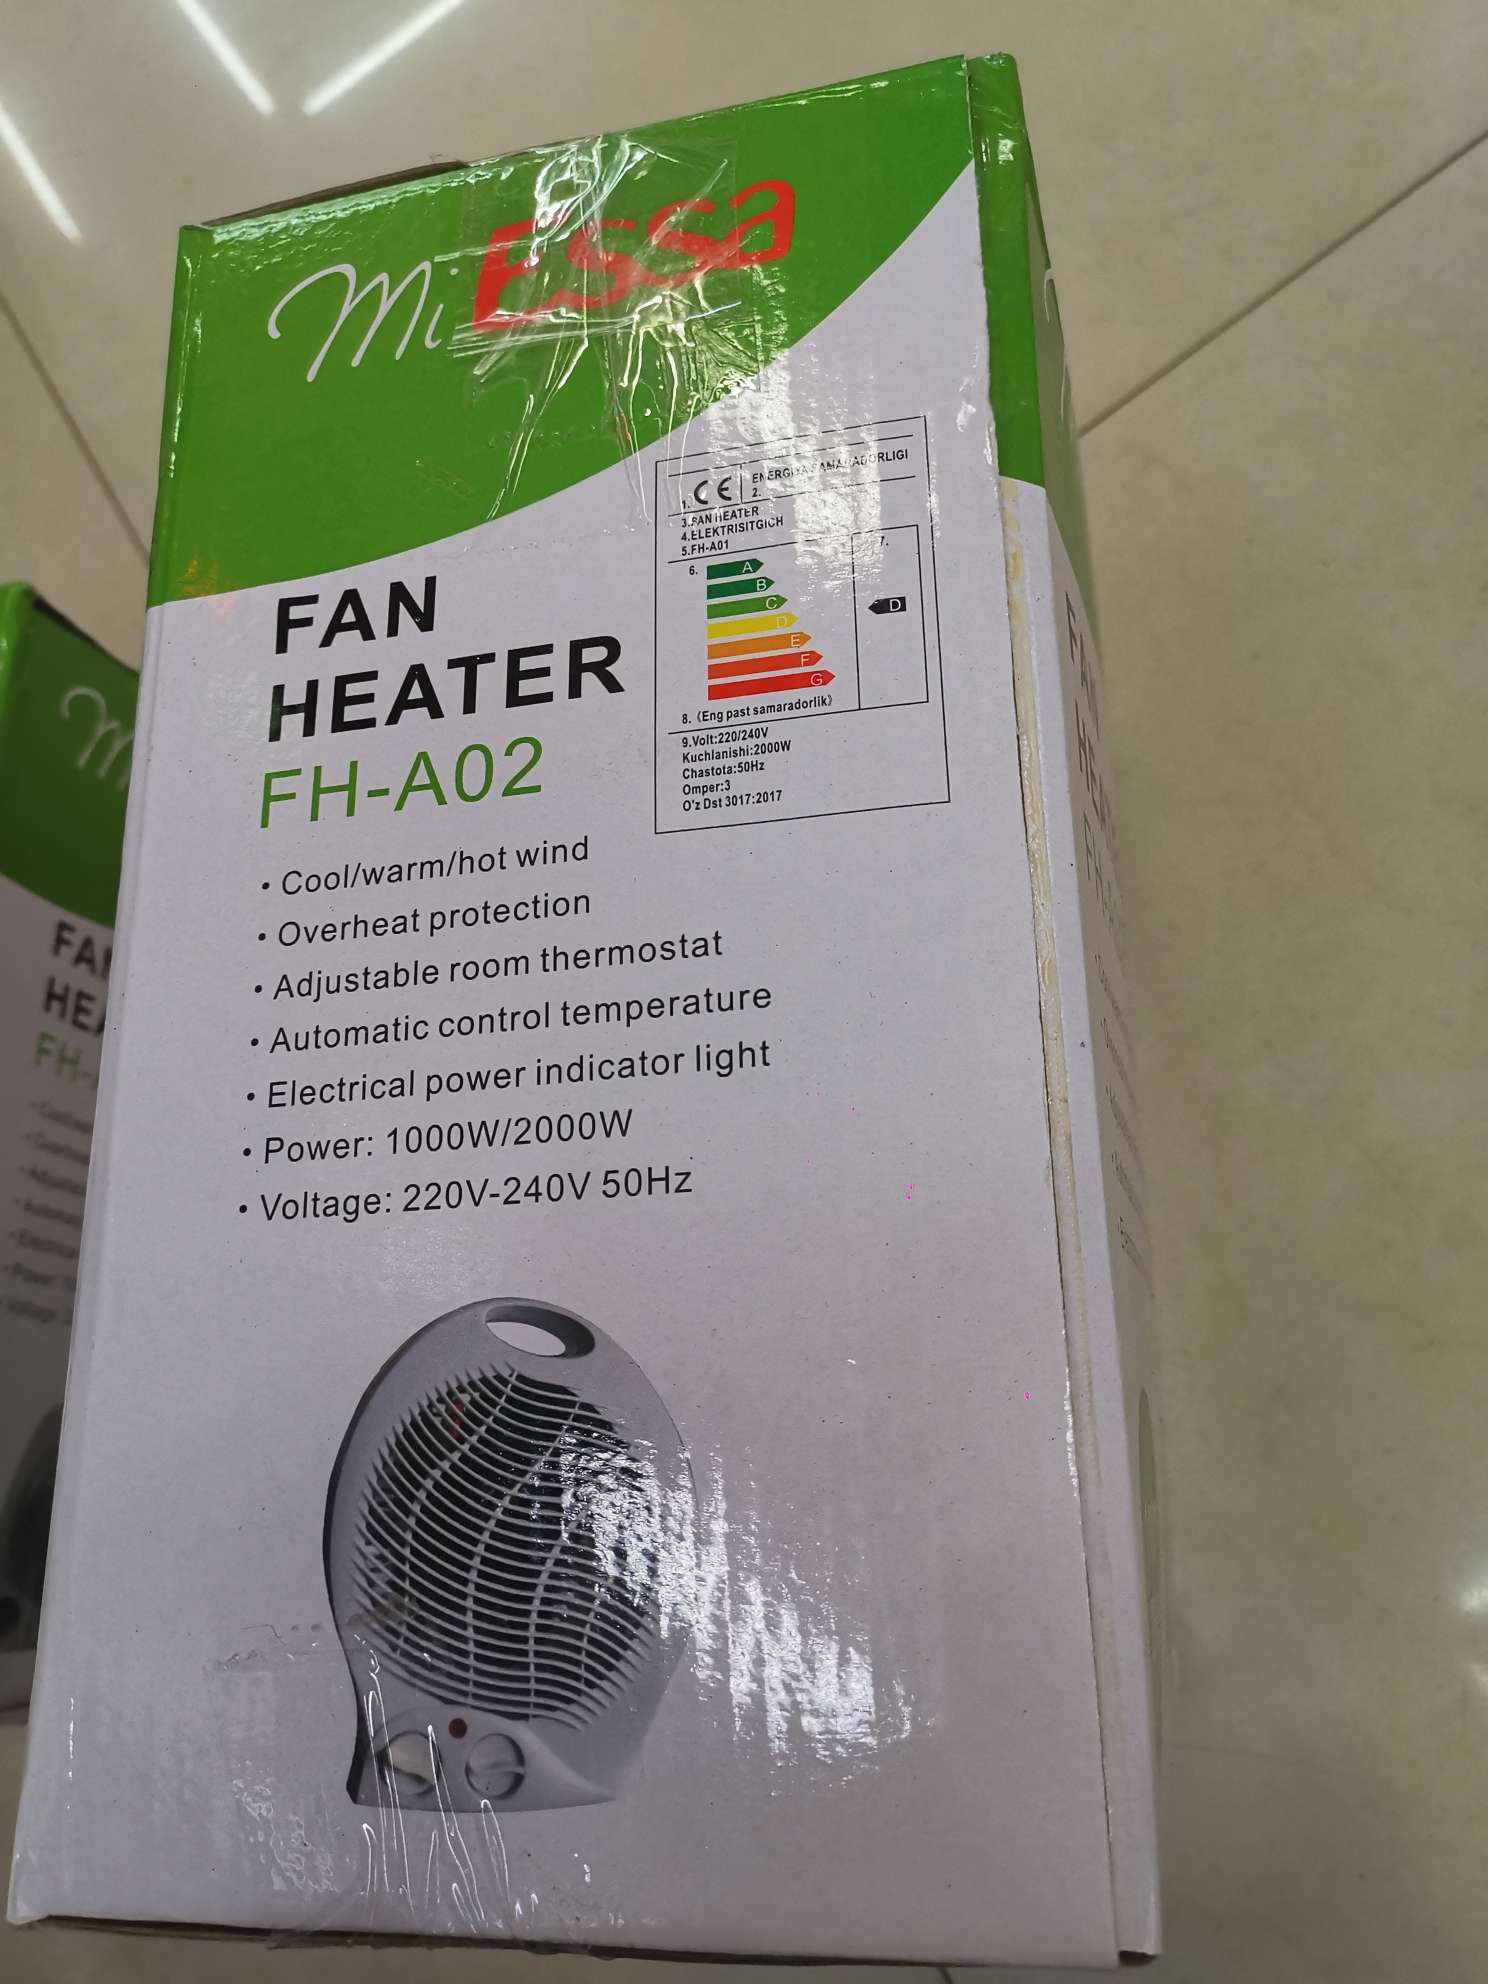 mi Essa
1. CE
ENERGIYA SAMARADORLIGI
2.
3.FAN HEATER
4.ELEKTRISITGICH
5.FH-A01
6.
7.
A
B
C
D
E
F
G
D
8.《Eng past samaradorlik》
9.Volt:220/240V
Kuchlanishi:2000W
Chastota:50Hz
Omper:3
O'z Dst 3017:2017
FAN
HEATER
FH-A02
• Cool/warm/hot wind
• Overheat protection
• Adjustable room thermostat
• Automatic control temperature
• Electrical power indicator light
• Power: 1000W/2000W
• Voltage: 220V-240V 50Hz